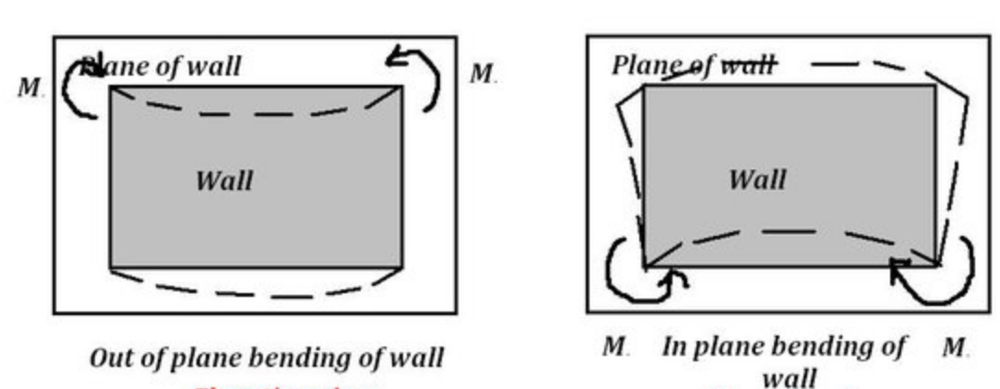 Plane of wall
M.
M.
Wall
Out of plane bending of wall
Plane of wall
Wall
M.
In plane bending of
wall
M.